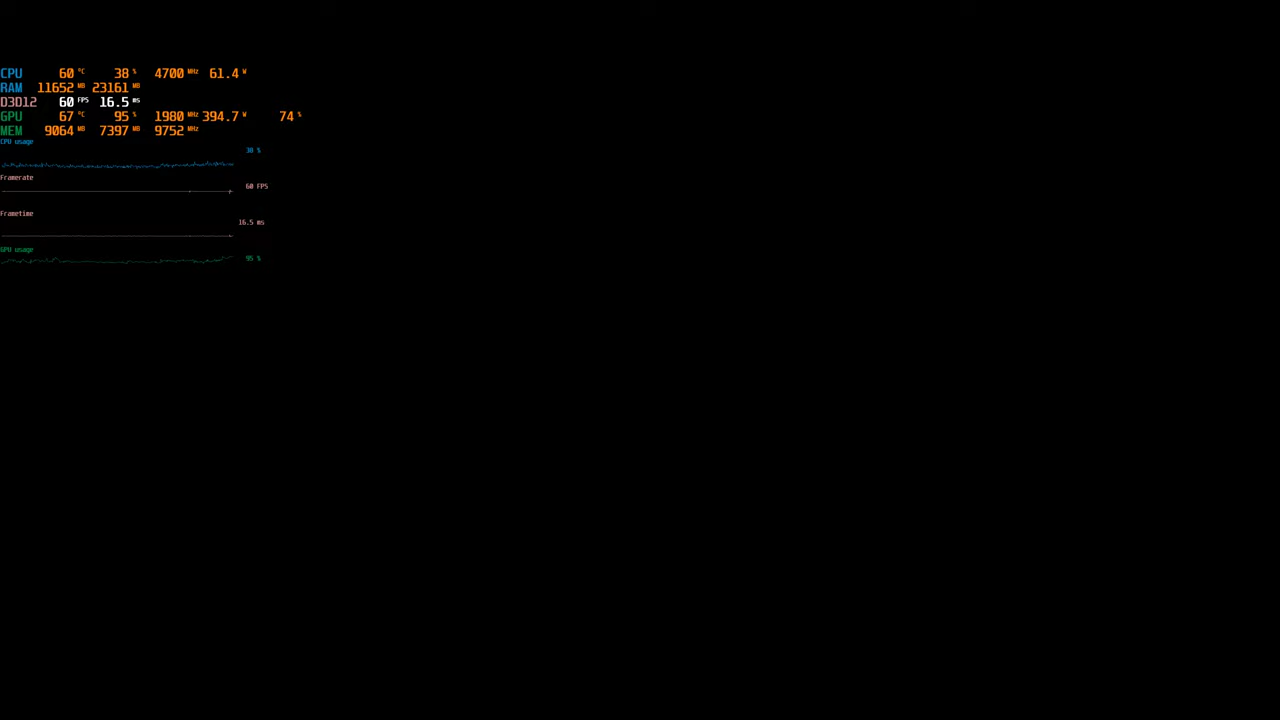 CPU 60 °C 38 % 4700 MHz 61.4 W
RAM 11652 MB 23161 MB
D3D12 60 FPS 16.5 ms
GPU 67 °C 95 % 1980 MHz 394.7 W 74 %
MEM 9064 MB 7397 MB 9752 MHz
CPU usage
38 %
Framerate
60 FPS
Frametime
16.5 ms
GPU usage
95 %